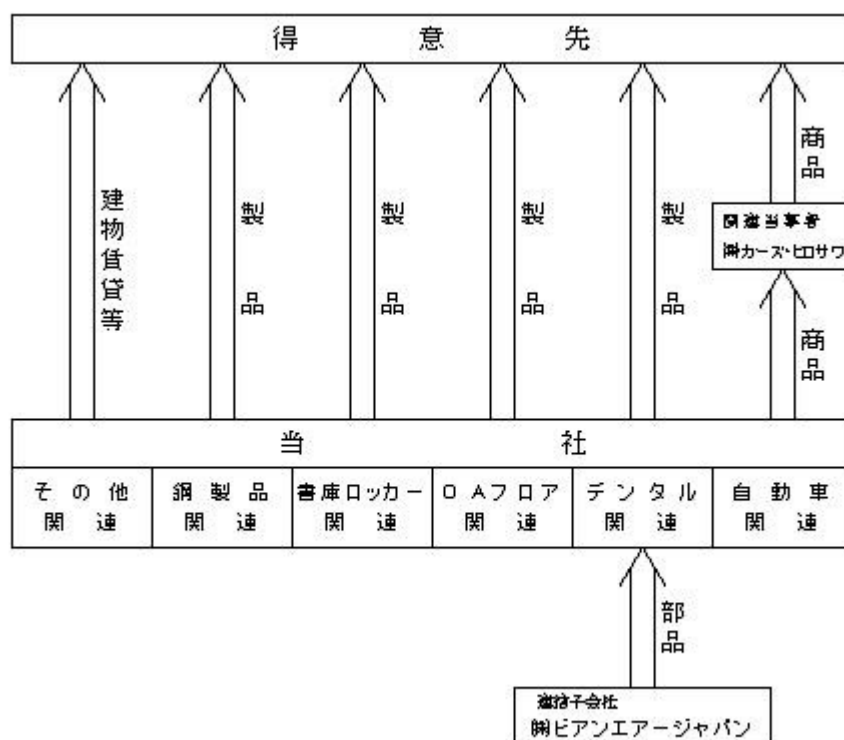 得意先
建物賃貸等
製品
製品
製品
製品
商品
関連当事者
㈱カーズ・ヒロサワ
商品
当社
その他
関連
鋼製品
関連
書庫ロッカー
関連
OAフロア
関連
デンタル
関連
自動車
関連
部品
連結子会社
㈱ビアンエアージャパン